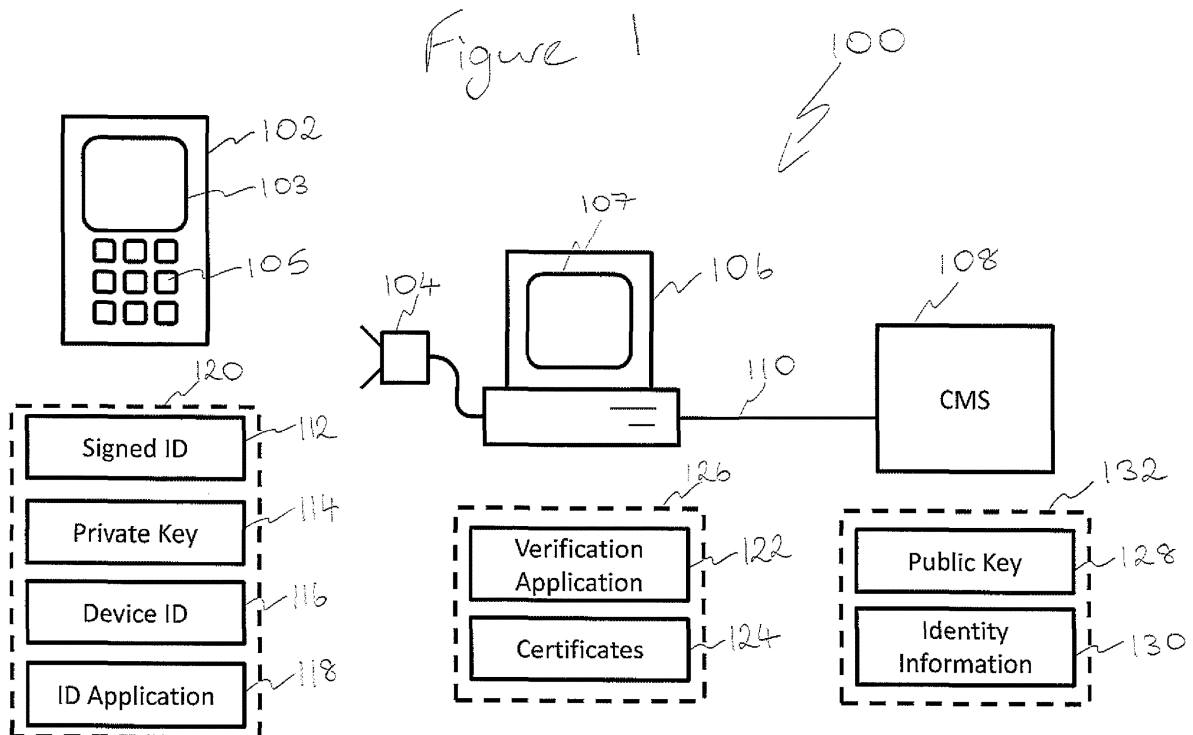 Figure 1
100
102
103
105
107
106
104
108
110
CMS
120
Signed ID
112
Private Key
114
Device ID
116
ID Application
118
126
Verification
Application
122
Certificates
124
132
Public Key
128
Identity
Information
130